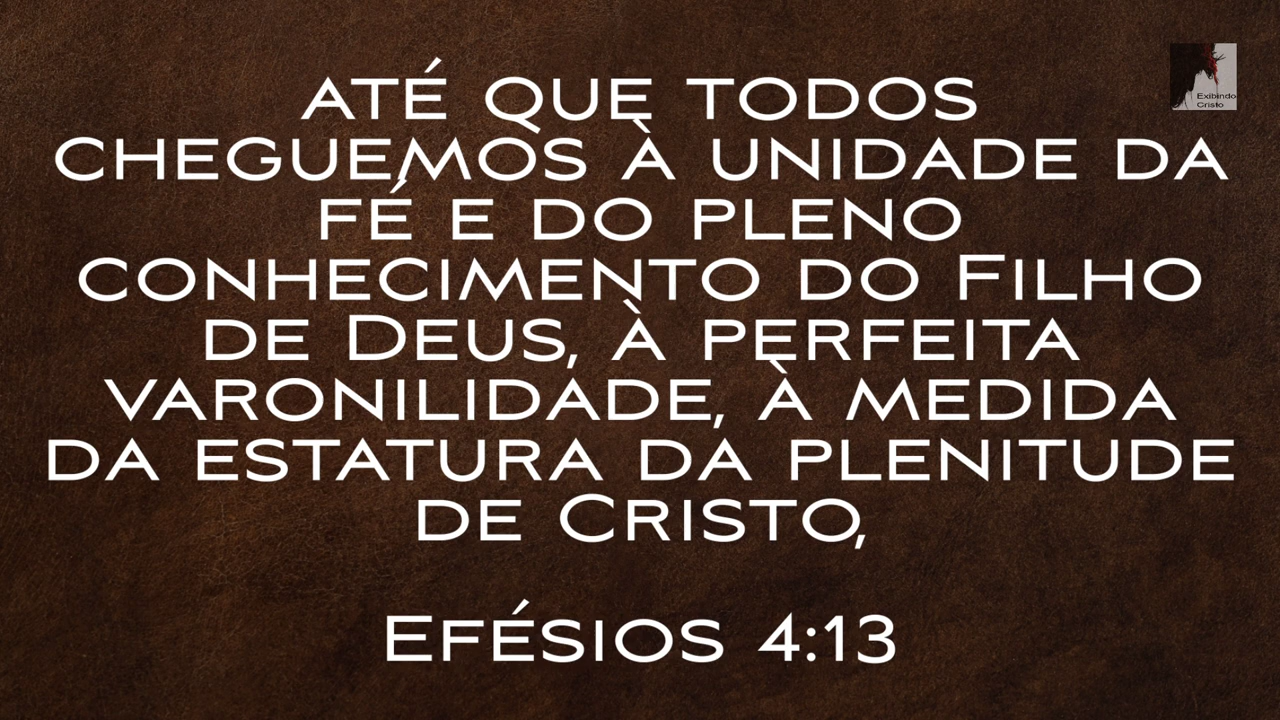 ATÉ QUE TODOS
CHEGUEMOS À UNIDADE DA
FÉ E DO PLENO
CONHECIMENTO DO FILHO
DE DEUS, À PERFEITA
VARONILIDADE, À MEDIDA
DA ESTATURA DA PLENITUDE
DE CRISTO,
EFÉSIOS 4:13
Exibindo
Cristo